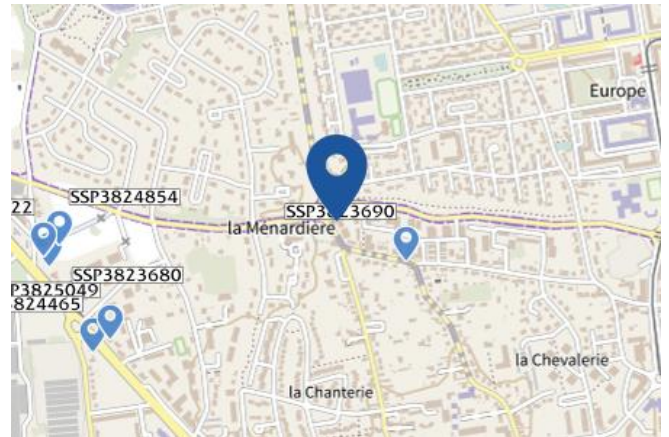 Europe
SSP3824854
22
SSP3823690
la Ménardière
SSP3823680
P3825049
824465
la Chevalerie
la Chanterie